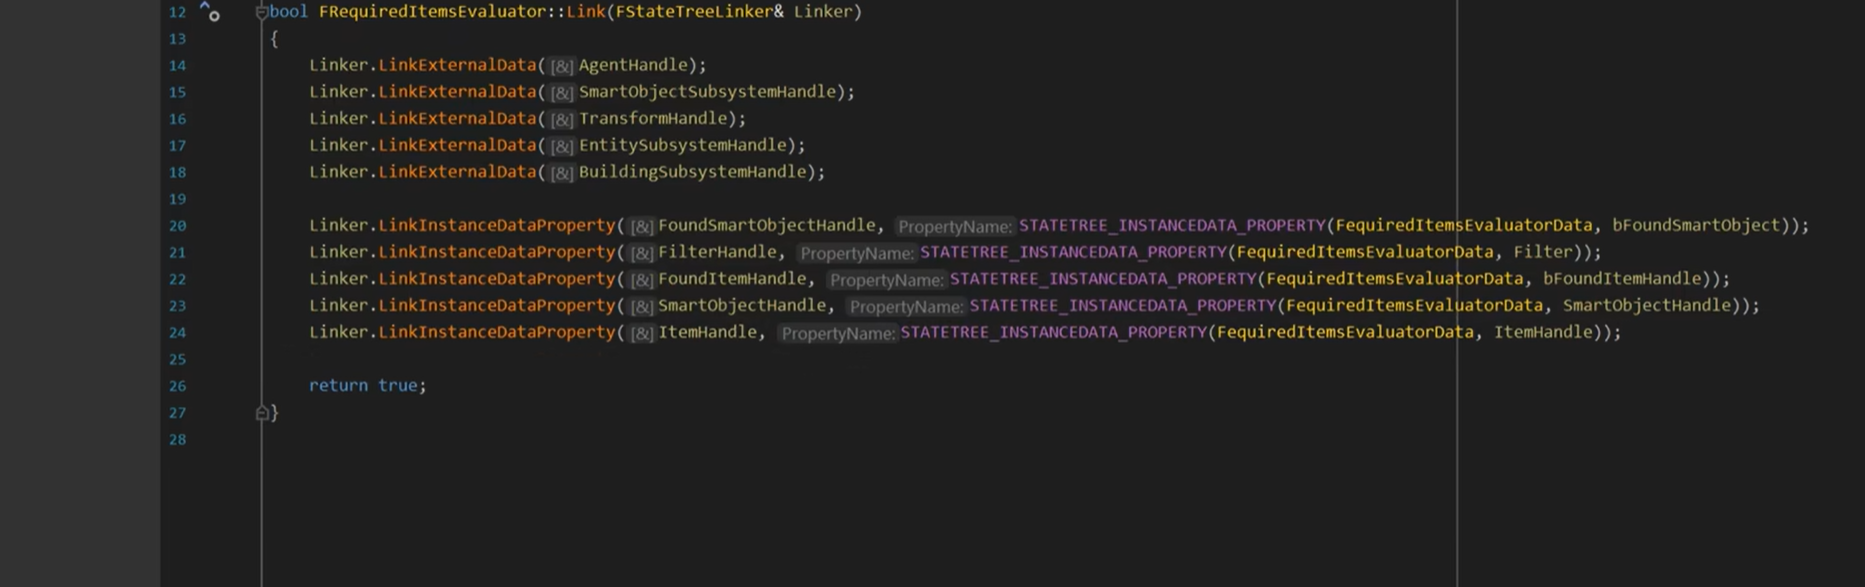 12 bool FRequiredItemsEvaluator::Link(FStateTreeLinker& Linker)
13 {
14 Linker.LinkExternalData([&]AgentHandle);
15 Linker.LinkExternalData([&]SmartObjectSubsystemHandle);
16 Linker.LinkExternalData([&]TransformHandle);
17 Linker.LinkExternalData([&]EntitySubsystemHandle);
18 Linker.LinkExternalData([&]BuildingSubsystemHandle);
19
20 Linker.LinkInstanceDataProperty([&]FoundSmartObjectHandle, PropertyName: STATETREE_INSTANCEDATA_PROPERTY(FequiredItemsEvaluatorData, bFoundSmartObject));
21 Linker.LinkInstanceDataProperty([&]FilterHandle, PropertyName: STATETREE_INSTANCEDATA_PROPERTY(FequiredItemsEvaluatorData, Filter));
22 Linker.LinkInstanceDataProperty([&]FoundItemHandle, PropertyName: STATETREE_INSTANCEDATA_PROPERTY(FequiredItemsEvaluatorData, bFoundItemHandle));
23 Linker.LinkInstanceDataProperty([&]SmartObjectHandle, PropertyName: STATETREE_INSTANCEDATA_PROPERTY(FequiredItemsEvaluatorData, SmartObjectHandle));
24 Linker.LinkInstanceDataProperty([&]ItemHandle, PropertyName: STATETREE_INSTANCEDATA_PROPERTY(FequiredItemsEvaluatorData, ItemHandle));
25
26 return true;
27 }
28